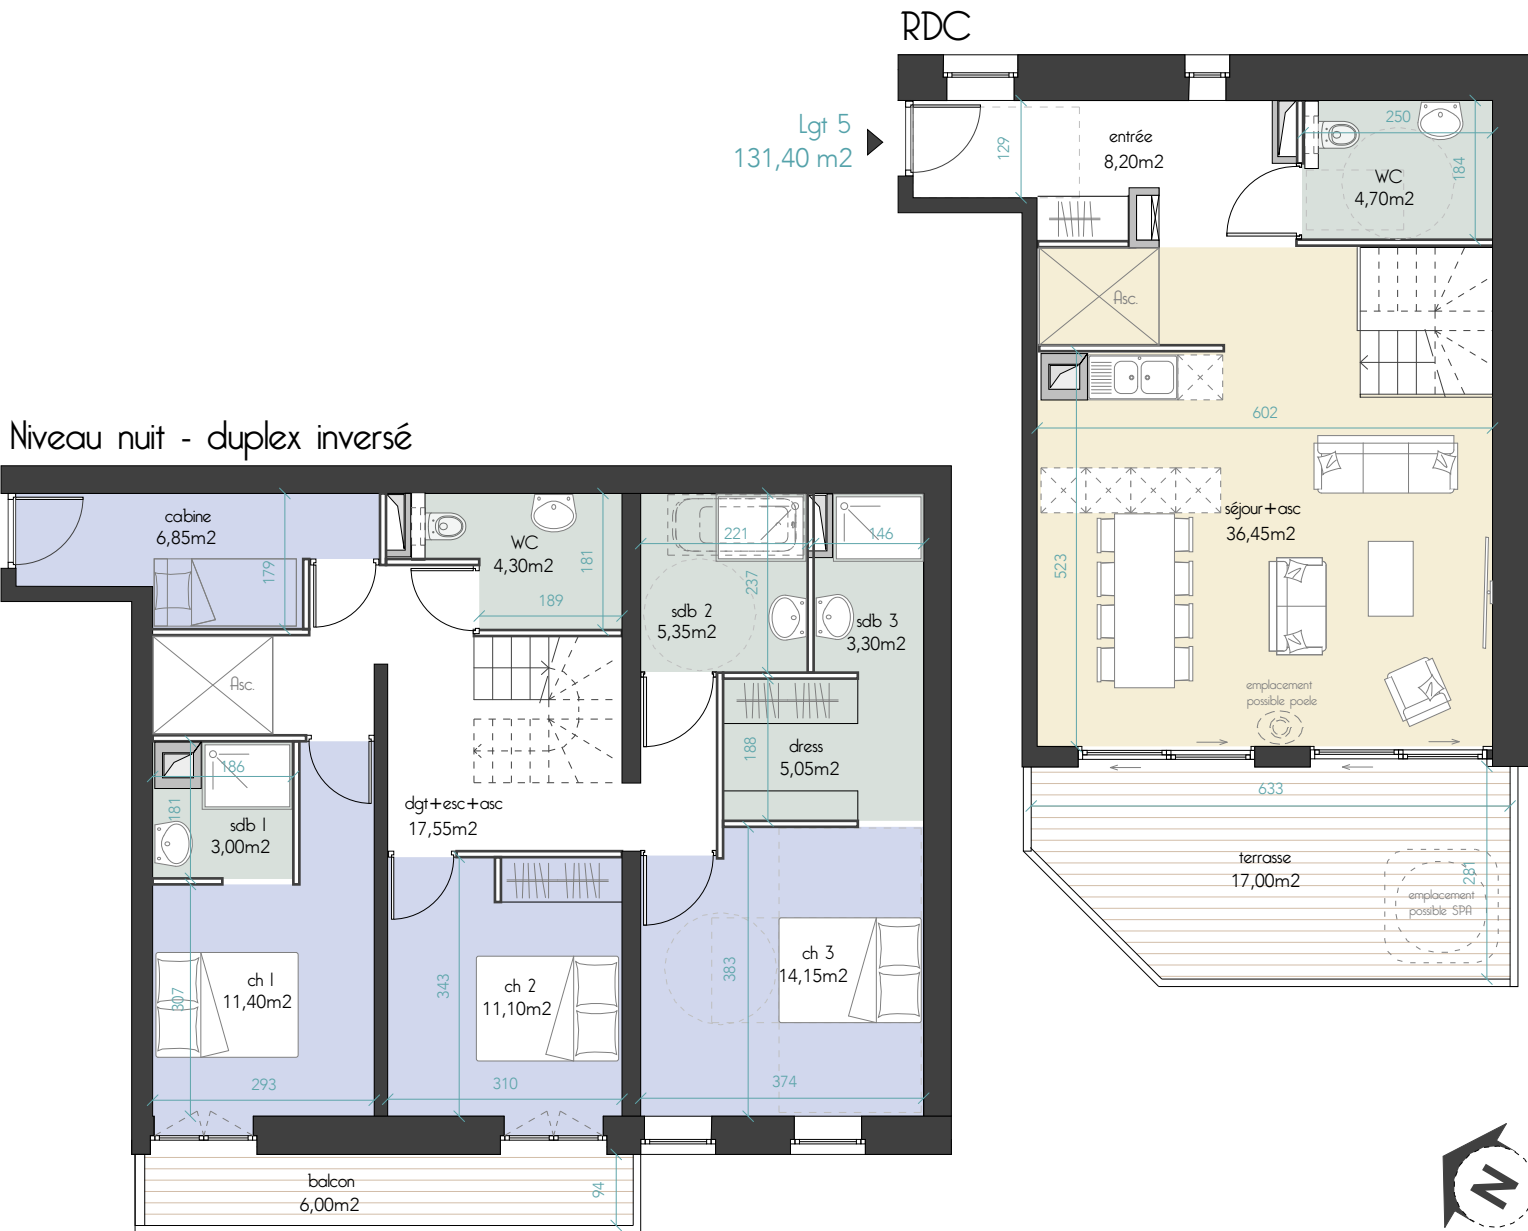 RDC
Lgt 5
131,40 m2
entrée
8,20m2
129
250
184
WC
4,70m2
Asc.
602
séjour+asc
36,45m2
523
emplacement
possible poele
633
terrasse
17,00m2
281
emplacement
possible SPA
Niveau nuit - duplex inversé
cabine
6,85m2
179
WC
4,30m2
181
189
221
146
237
sdb 2
5,35m2
sdb 3
3,30m2
Asc.
188
dress
5,05m2
186
181
sdb 1
3,00m2
dgt+esc+asc
17,55m2
ch 1
11,40m2
307
293
ch 2
11,10m2
343
310
ch 3
14,15m2
383
374
balcon
6,00m2
94
N